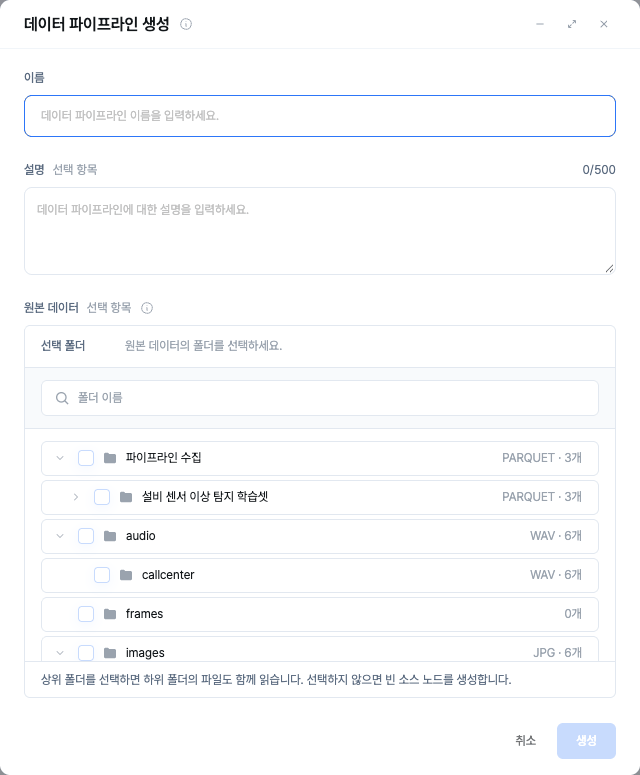 데이터 파이프라인 생성
이름
데이터 파이프라인 이름을 입력하세요.
설명 선택 항목 0/500
데이터 파이프라인에 대한 설명을 입력하세요.
원본 데이터 선택 항목
선택 폴더 원본 데이터의 폴더를 선택하세요.
폴더 이름
파이프라인 수집 PARQUET · 3개
설비 센서 이상 탐지 학습셋 PARQUET · 3개
audio WAV · 6개
callcenter WAV · 6개
frames 0개
images JPG · 6개
상위 폴더를 선택하면 하위 폴더의 파일도 함께 읽습니다. 선택하지 않으면 빈 소스 노드를 생성합니다.
취소 생성